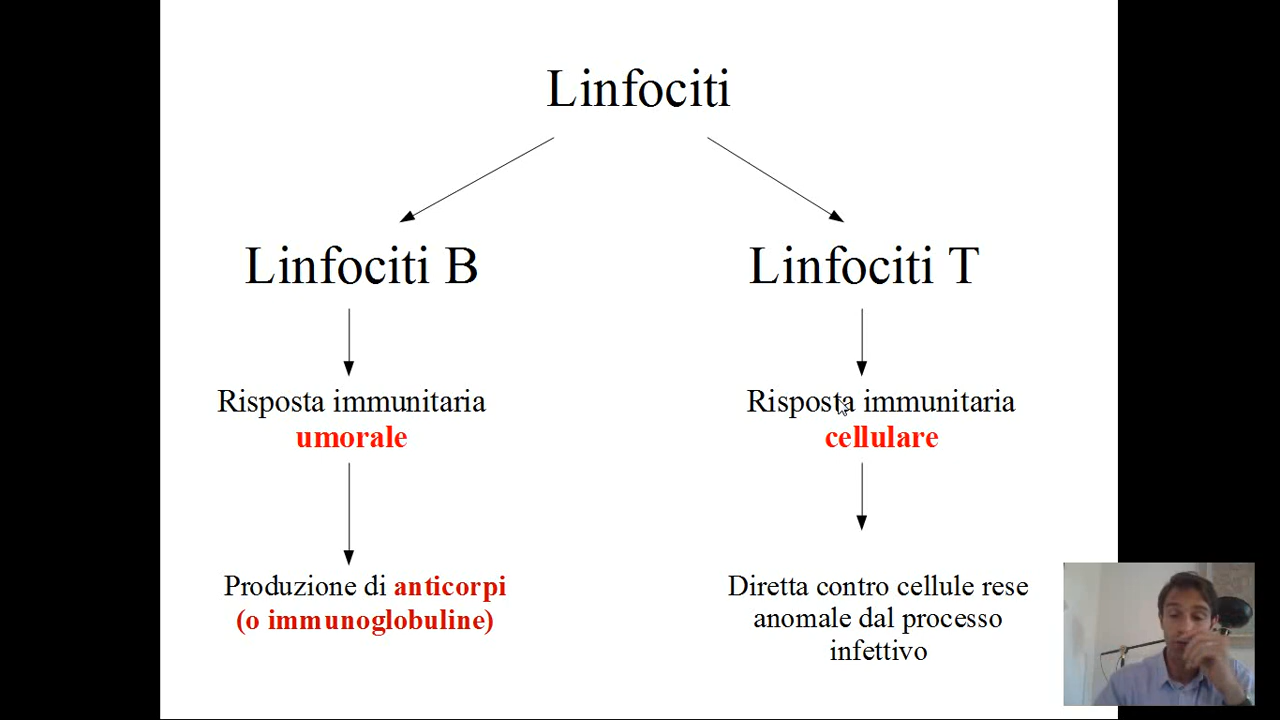 Linfociti
Linfociti B
Linfociti T
Risposta immunitaria
umorale
Risposta immunitaria
cellulare
Produzione di anticorpi
(o immunoglobuline)
Diretta contro cellule rese
anomale dal processo
infettivo